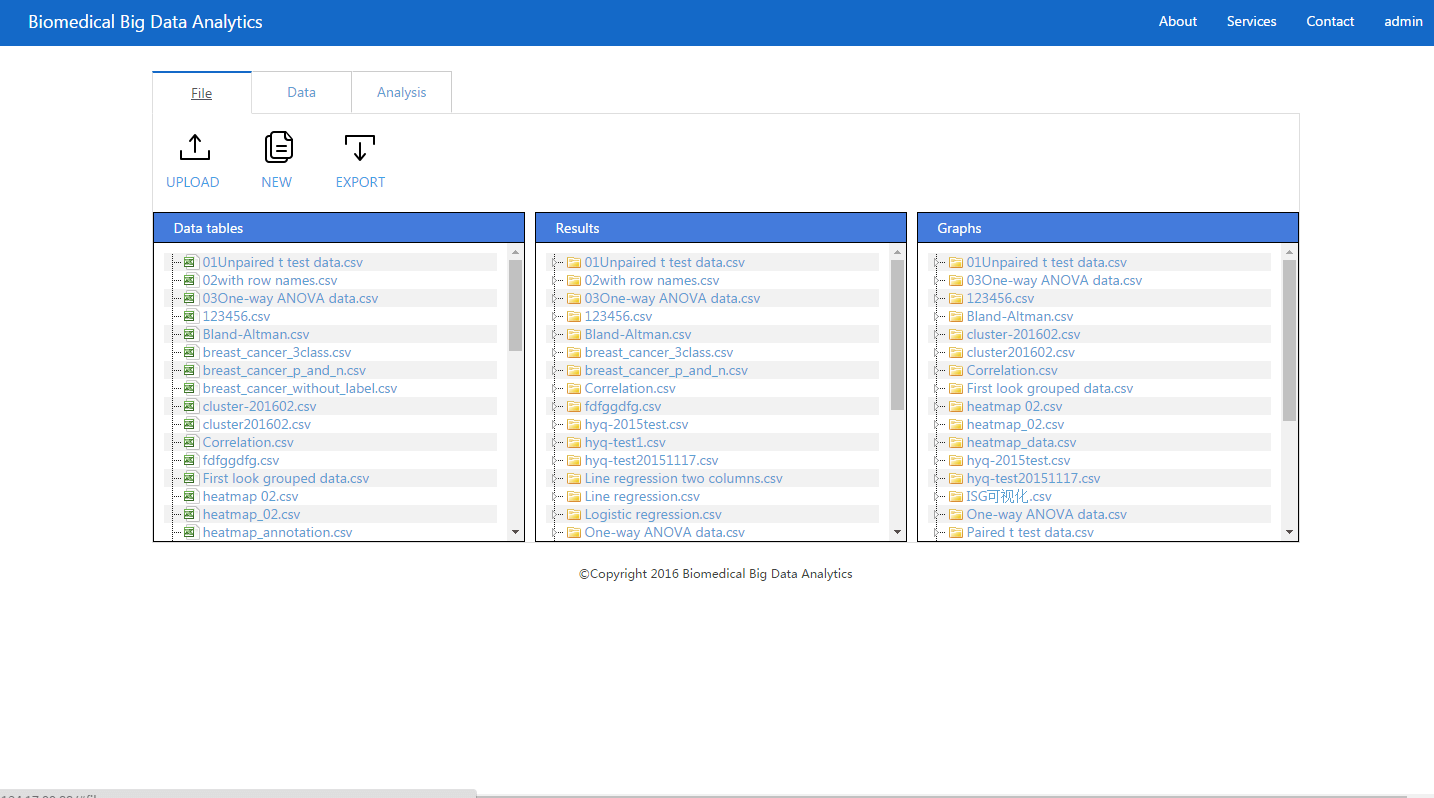 Biomedical Big Data Analytics
About Services Contact admin
File Data Analysis
UPLOAD NEW EXPORT
Data tables
01Unpaired t test data.csv
02with row names.csv
03One-way ANOVA data.csv
123456.csv
Bland-Altman.csv
breast_cancer_3class.csv
breast_cancer_p_and_n.csv
breast_cancer_without_label.csv
cluster-201602.csv
cluster201602.csv
Correlation.csv
fdfggdfg.csv
First look grouped data.csv
heatmap 02.csv
heatmap_02.csv
heatmap_annotation.csv
Results
01Unpaired t test data.csv
02with row names.csv
03One-way ANOVA data.csv
123456.csv
Bland-Altman.csv
breast_cancer_3class.csv
breast_cancer_p_and_n.csv
Correlation.csv
fdfggdfg.csv
hyq-2015test.csv
hyq-test1.csv
hyq-test20151117.csv
Line regression two columns.csv
Line regression.csv
Logistic regression.csv
One-way ANOVA data.csv
Graphs
01Unpaired t test data.csv
03One-way ANOVA data.csv
123456.csv
Bland-Altman.csv
cluster-201602.csv
cluster201602.csv
Correlation.csv
First look grouped data.csv
heatmap 02.csv
heatmap_02.csv
heatmap_data.csv
hyq-2015test.csv
hyq-test20151117.csv
ISG可视化.csv
One-way ANOVA data.csv
Paired t test data.csv
©Copyright 2016 Biomedical Big Data Analytics